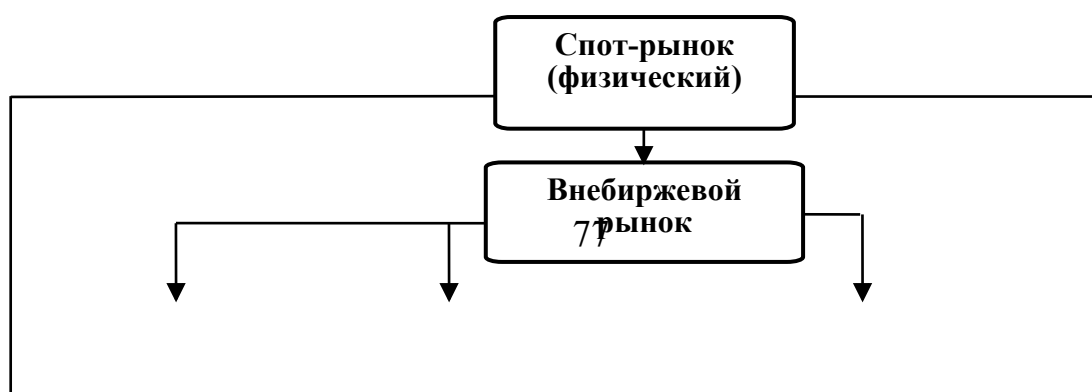 Спот-рынок
(физический)
Внебиржевой
рынок
77